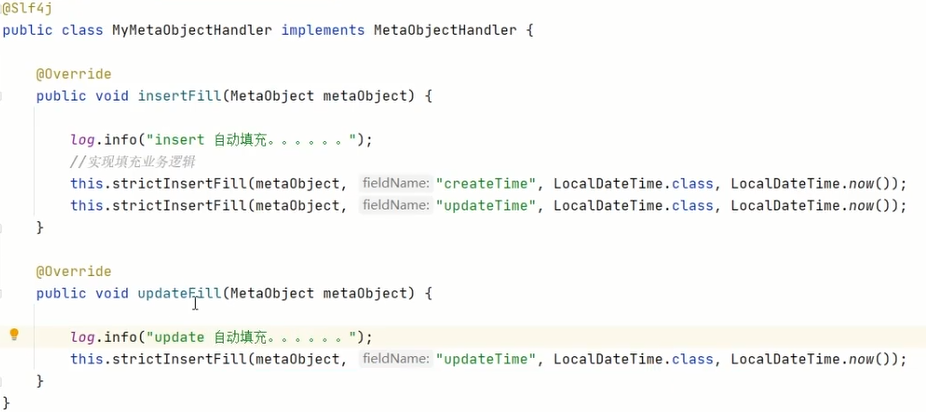 @Slf4j
public class MyMetaObjectHandler implements MetaObjectHandler {
@Override
public void insertFill(MetaObject metaObject) {
log.info("insert 自动填充。。。。。。");
//实现填充业务逻辑
this.strictInsertFill(metaObject, fieldName: "createTime", LocalDateTime.class, LocalDateTime.now());
this.strictInsertFill(metaObject, fieldName: "updateTime", LocalDateTime.class, LocalDateTime.now());
}
@Override
public void updateFill(MetaObject metaObject) {
log.info("update 自动填充。。。。。。");
this.strictInsertFill(metaObject, fieldName: "updateTime", LocalDateTime.class, LocalDateTime.now());
}
}